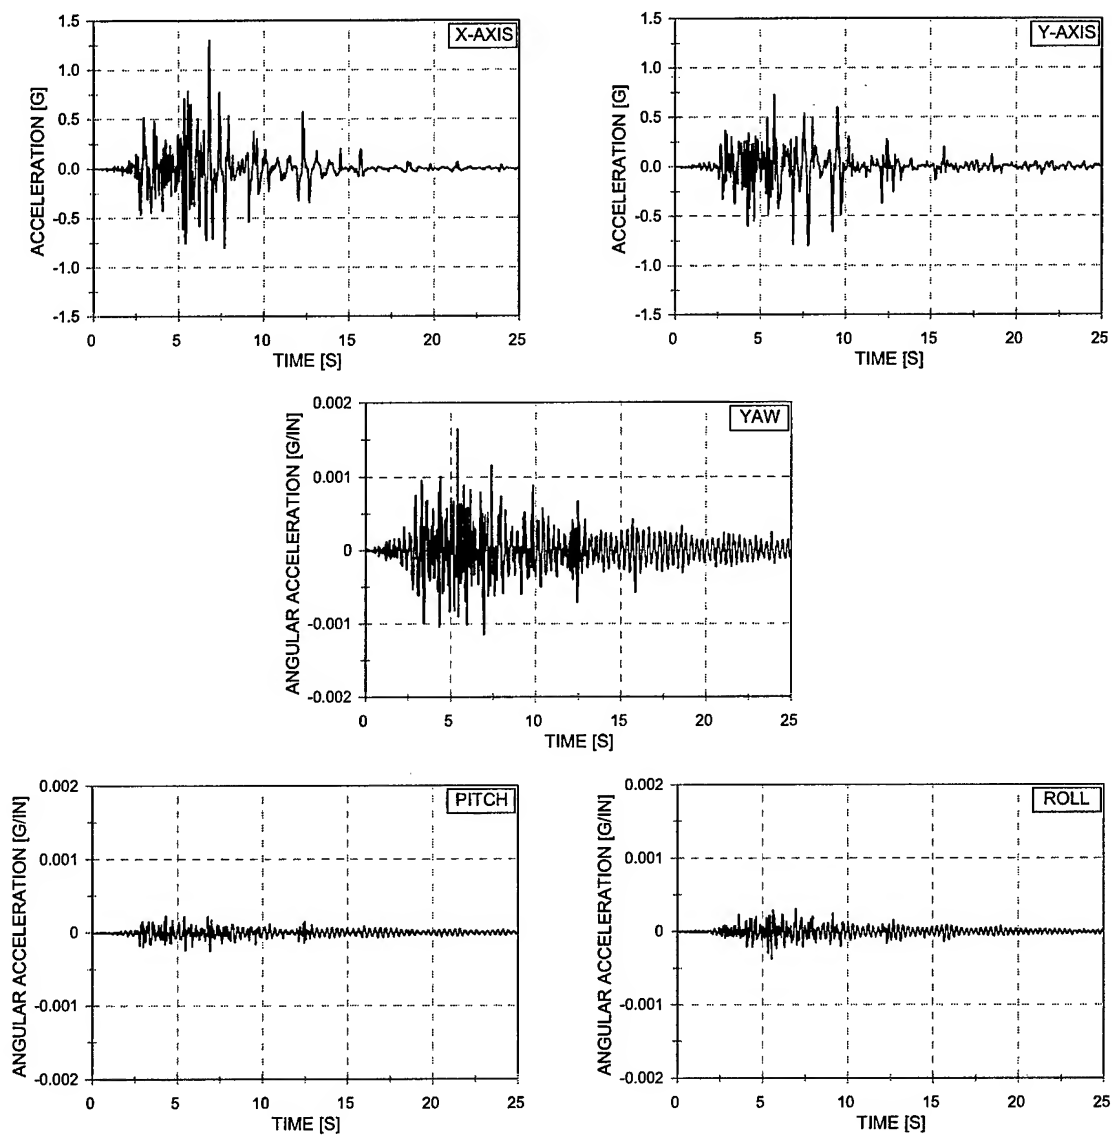 X-AXIS
ACCELERATION [G]
1.5
1.0
0.5
0.0
-0.5
-1.0
-1.5
0 5 10 15 20 25
TIME [S]
Y-AXIS
ACCELERATION [G]
1.5
1.0
0.5
0.0
-0.5
-1.0
-1.5
0 5 10 15 20 25
TIME [S]
YAW
ANGULAR ACCELERATION [G/IN]
0.002
0.001
0
-0.001
-0.002
0 5 10 15 20 25
TIME [S]
PITCH
ANGULAR ACCELERATION [G/IN]
0.002
0.001
0
-0.001
-0.002
0 5 10 15 20 25
TIME [S]
ROLL
ANGULAR ACCELERATION [G/IN]
0.002
0.001
0
-0.001
-0.002
0 5 10 15 20 25
TIME [S]